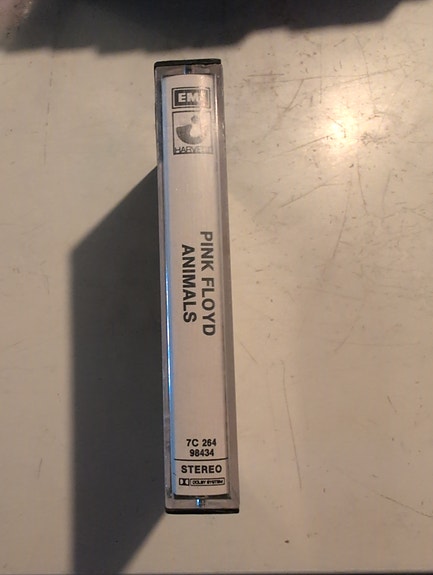 EMI
HARVEST
PINK FLOYD
ANIMALS
7C 264
98434
STEREO
DOLBY SYSTEM